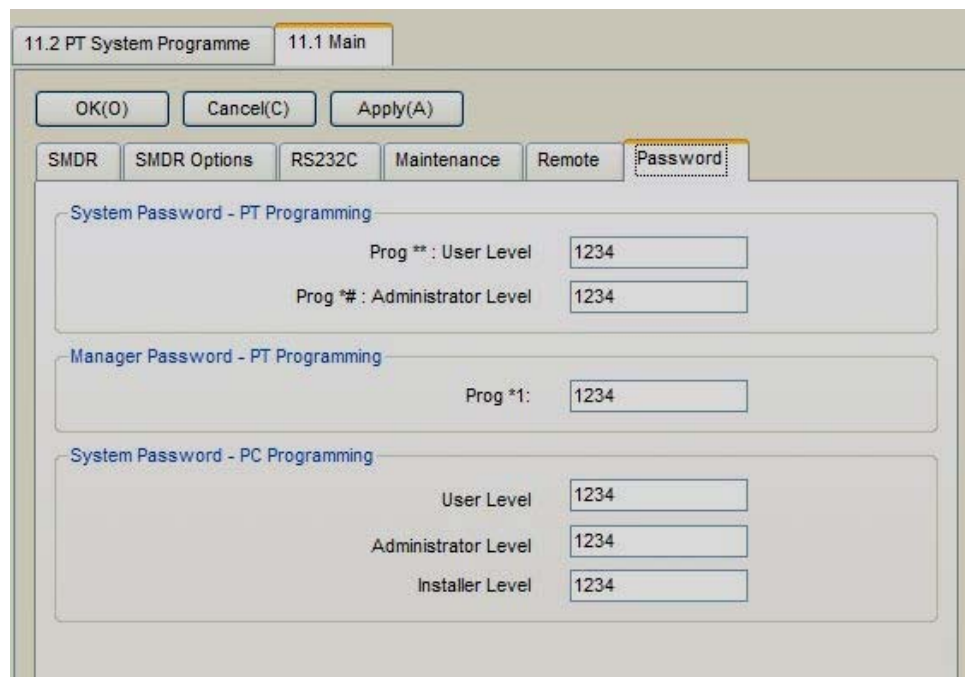 11.2 PT System Programme 11.1 Main
OK(O) Cancel(C) Apply(A)
SMDR SMDR Options RS232C Maintenance Remote Password
System Password - PT Programming
Prog ** : User Level 1234
Prog *# : Administrator Level 1234
Manager Password - PT Programming
Prog *1: 1234
System Password - PC Programming
User Level 1234
Administrator Level 1234
Installer Level 1234